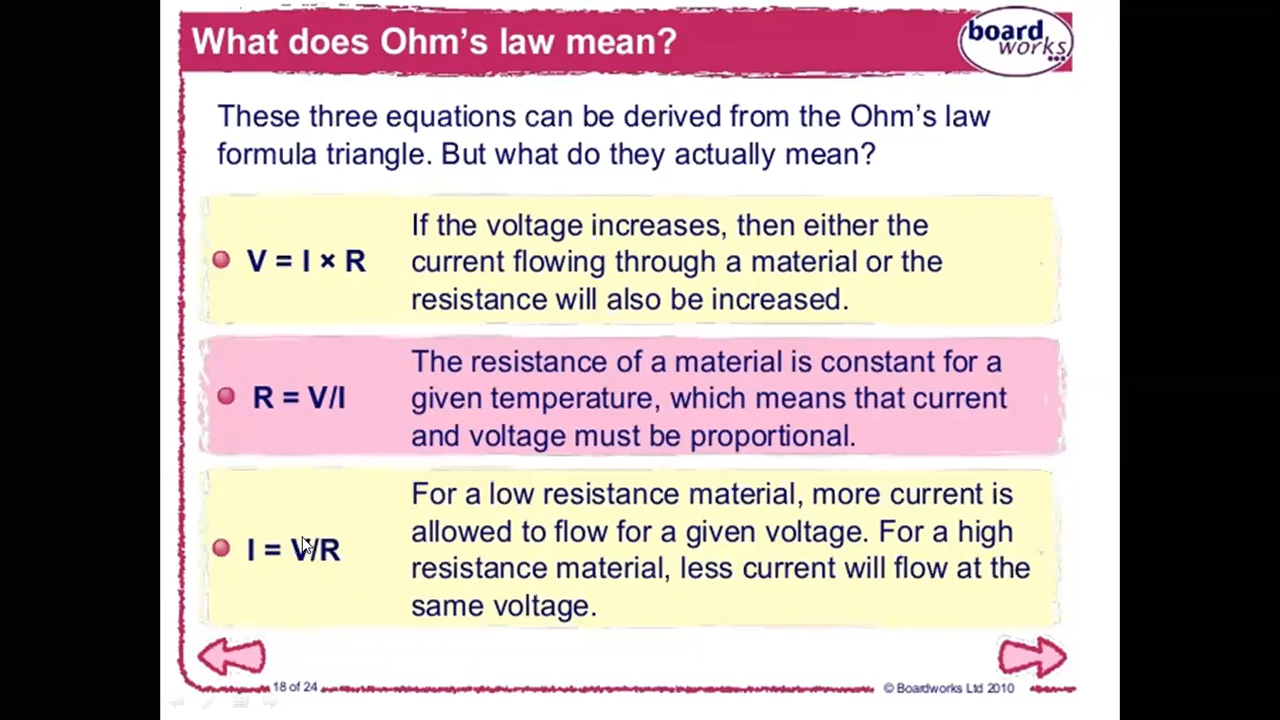 What does Ohm's law mean?
board
works
These three equations can be derived from the Ohm's law
formula triangle. But what do they actually mean?
V = I × R
If the voltage increases, then either the
current flowing through a material or the
resistance will also be increased.
R = V/I
The resistance of a material is constant for a
given temperature, which means that current
and voltage must be proportional.
I = V/R
For a low resistance material, more current is
allowed to flow for a given voltage. For a high
resistance material, less current will flow at the
same voltage.
18 of 24
© Boardworks Ltd 2010